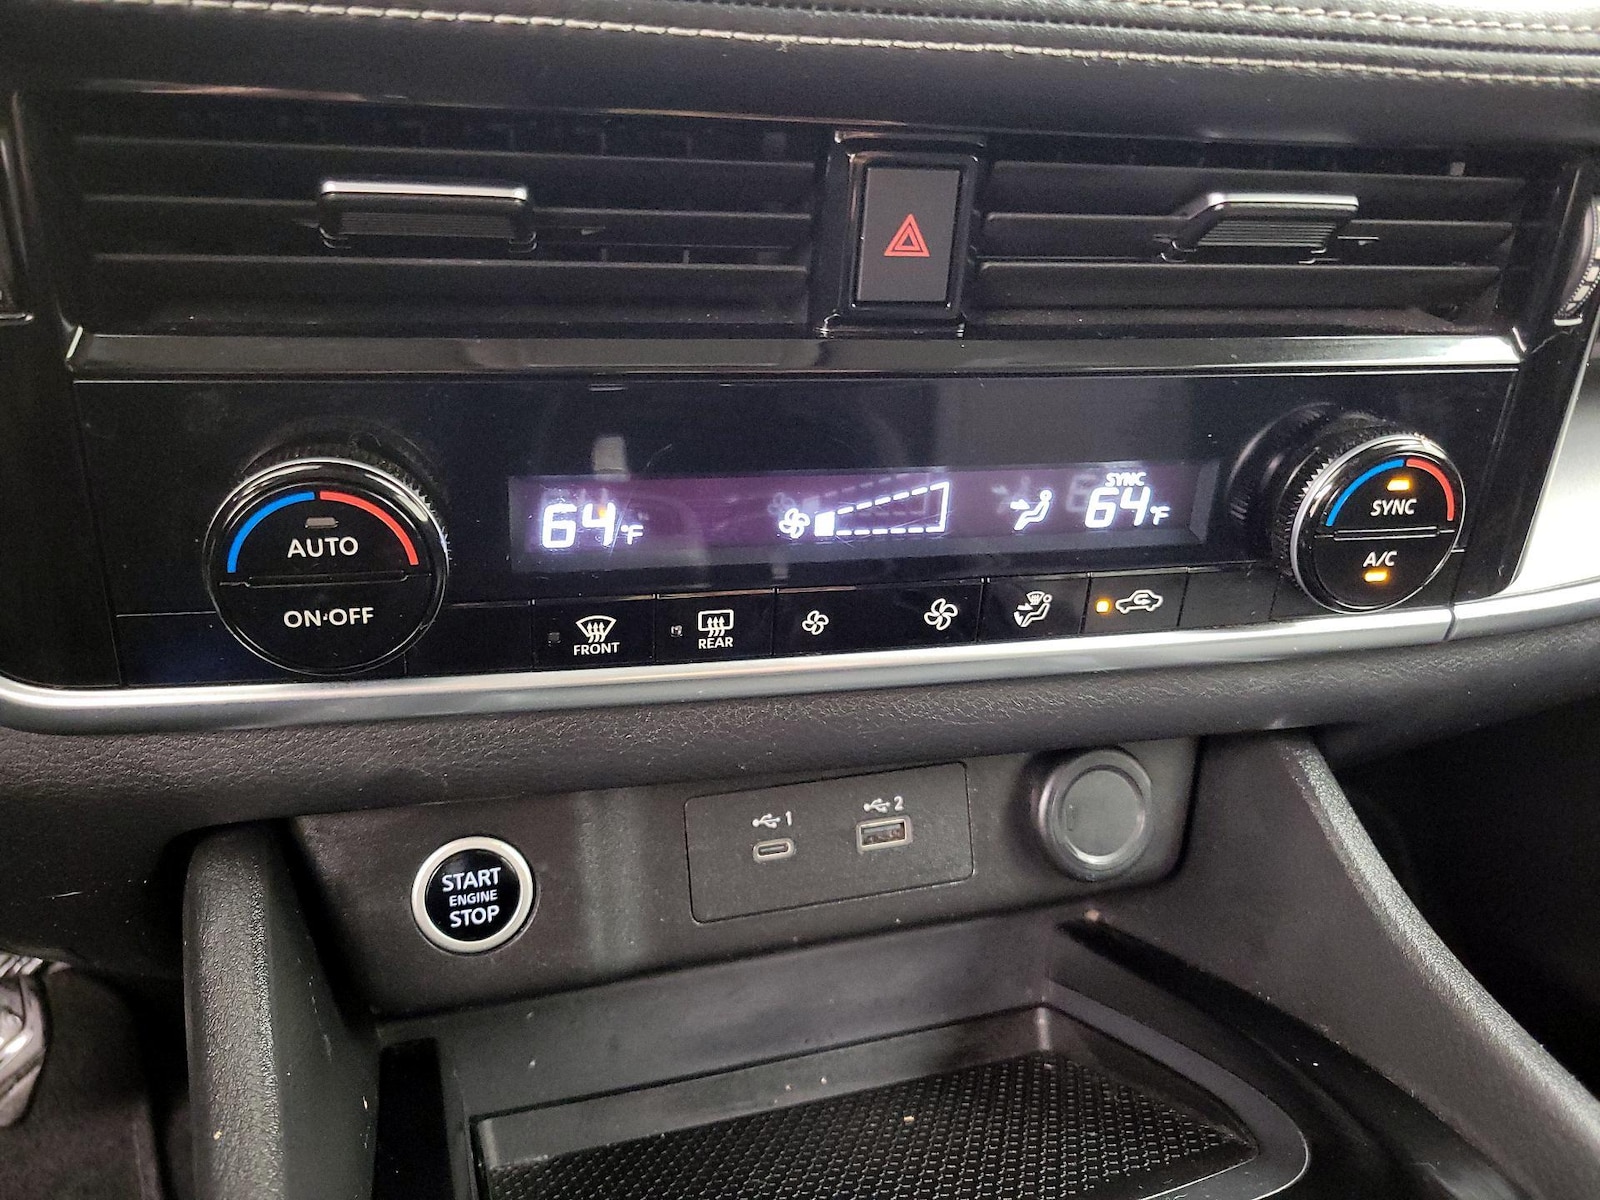 SYNC
64°F
64°F
SYNC
A/C
AUTO
ON·OFF
FRONT
REAR
1
2
START
ENGINE
STOP